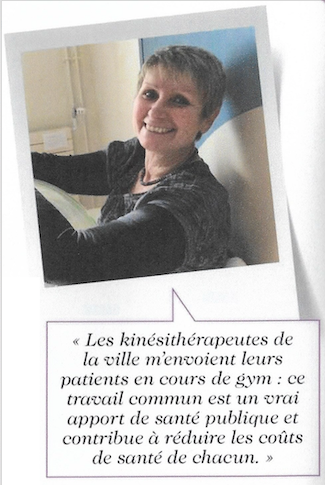 « Les kinésithérapeutes de
la ville m’envoient leurs
patients en cours de gym : ce
travail commun est un vrai
apport de santé publique et
contribue à réduire les coûts
de santé de chacun. »